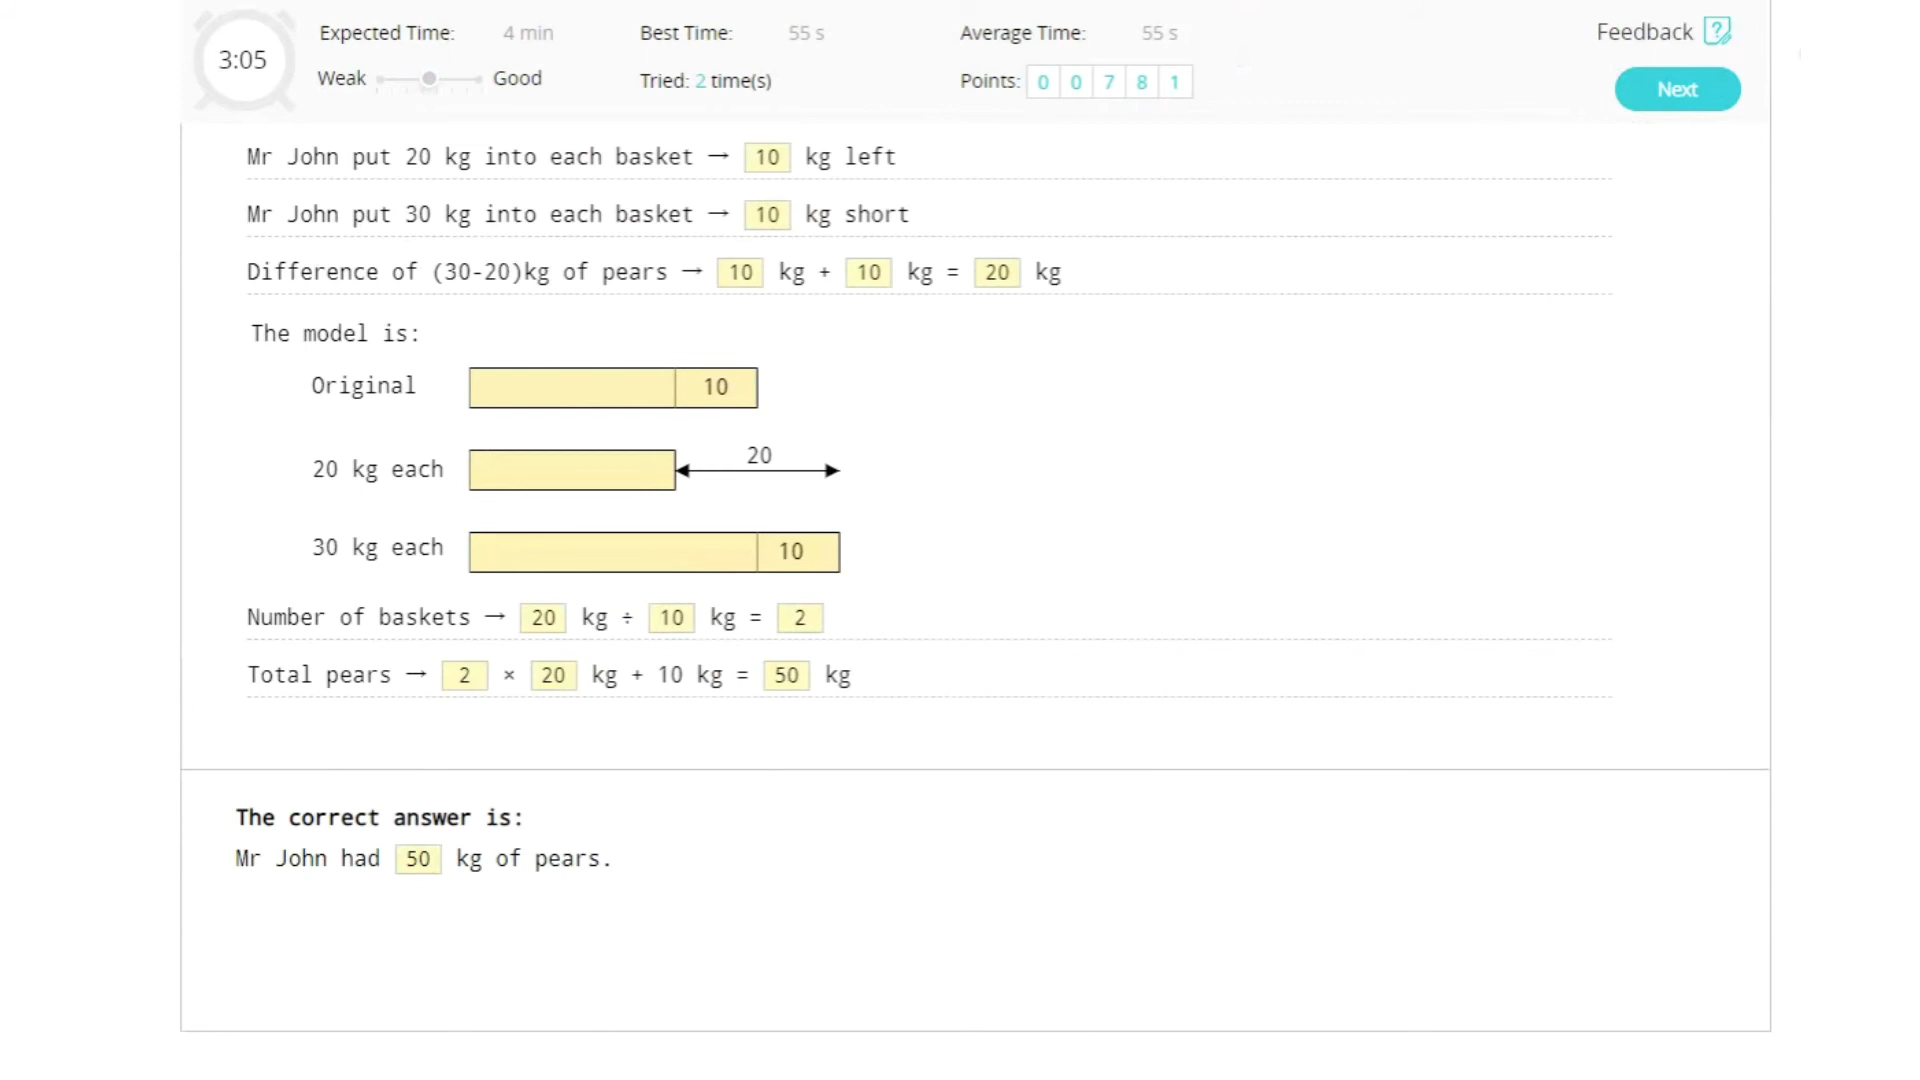 3:05
Expected Time: 4 min
Best Time: 55 s
Average Time: 55 s
Feedback
Weak Good
Tried: 2 time(s)
Points: 0 0 7 8 1
Next
Mr John put 20 kg into each basket → 10 kg left
Mr John put 30 kg into each basket → 10 kg short
Difference of (30-20)kg of pears → 10 kg + 10 kg = 20 kg
The model is:
Original 10
20 kg each 20
30 kg each 10
Number of baskets → 20 kg ÷ 10 kg = 2
Total pears → 2 × 20 kg + 10 kg = 50 kg
The correct answer is:
Mr John had 50 kg of pears.